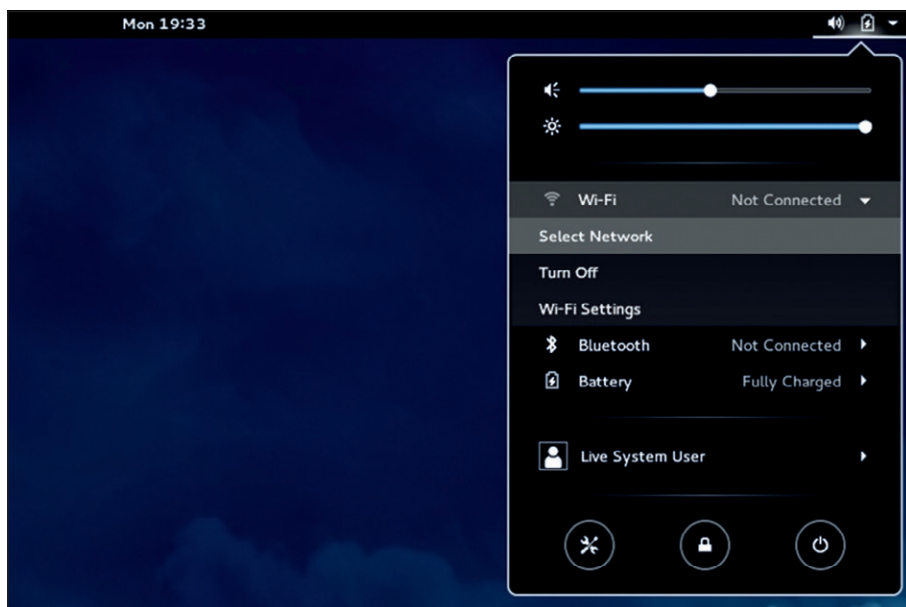 Mon 19:33
Wi-Fi Not Connected
Select Network
Turn Off
Wi-Fi Settings
Bluetooth Not Connected
Battery Fully Charged
Live System User